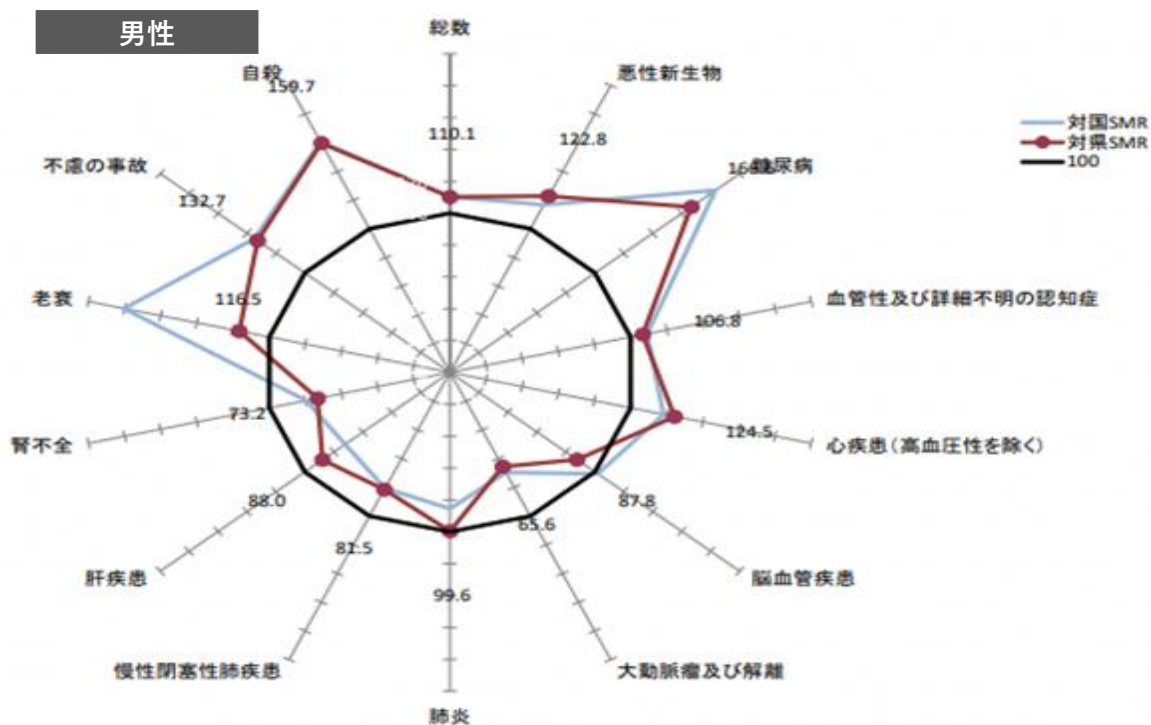 男性
総数
自殺
159.7
悪性新生物
110.1
122.8
対国SMR
対県SMR
100
不慮の事故
132.7
糖尿病
老衰
116.5
血管性及び詳細不明の認知症
106.8
腎不全
73.2
124.5
心疾患(高血圧性を除く)
88.0
87.8
肝疾患
81.5
65.6
脳血管疾患
99.6
慢性閉塞性肺疾患
大動脈瘤及び解離
肺炎